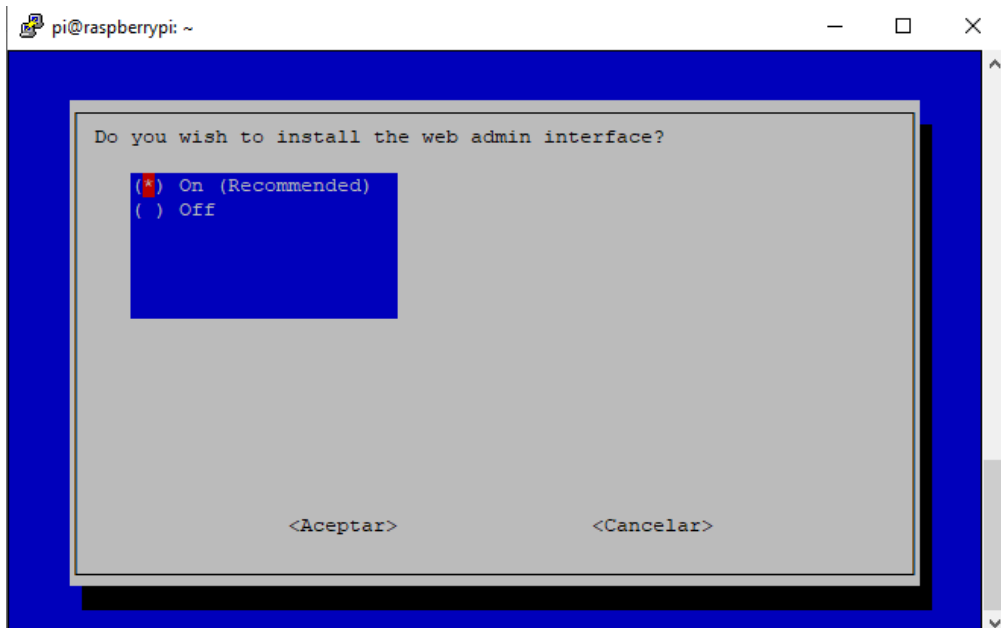 pi@raspberrypi: ~
Do you wish to install the web admin interface?
(*) On (Recommended)
( ) Off
<Aceptar> <Cancelar>